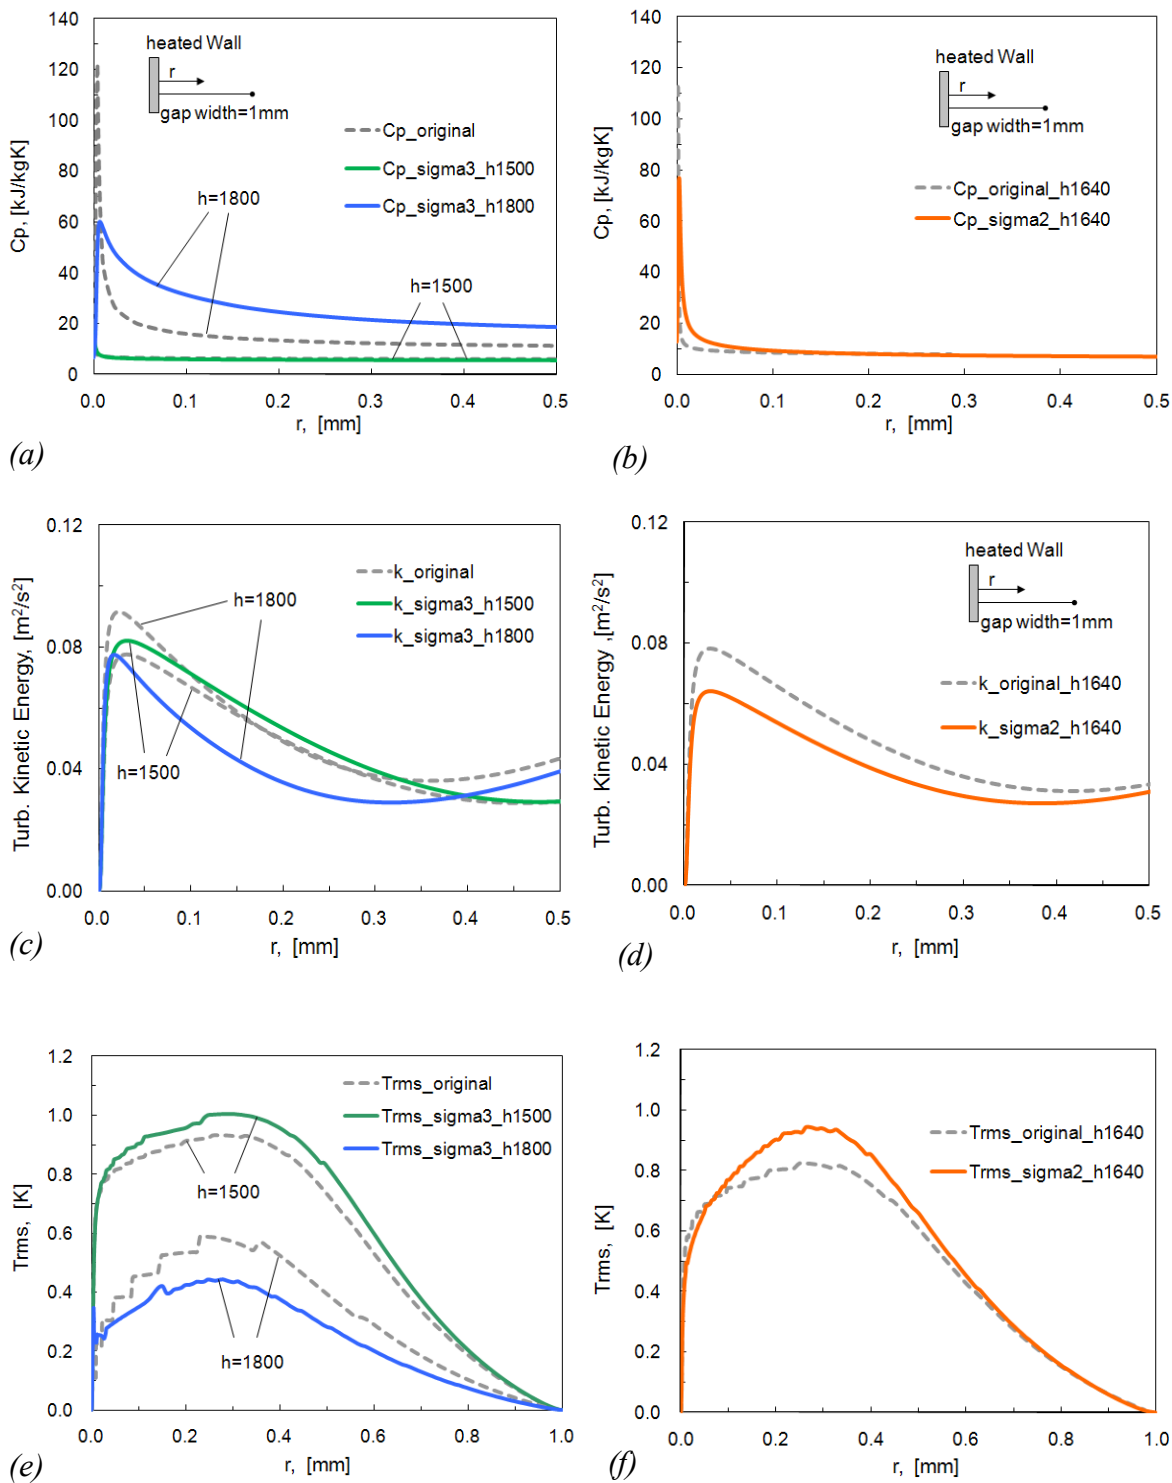 140
120
100
80
60
40
20
0
Cp, [kJ/kgK]
heated Wall
r
gap width=1mm
Cp_original
Cp_sigma3_h1500
Cp_sigma3_h1800
h=1800
h=1500
0.0 0.1 0.2 0.3 0.4 0.5
r, [mm]
(a)
140
120
100
80
60
40
20
0
Cp, [kJ/kgK]
heated Wall
r
gap width=1mm
Cp_original_h1640
Cp_sigma2_h1640
0.0 0.1 0.2 0.3 0.4 0.5
r, [mm]
(b)
0.12
0.08
0.04
0.00
Turb. Kinetic Energy, [m²/s²]
k_original
k_sigma3_h1500
k_sigma3_h1800
h=1800
h=1500
0.0 0.1 0.2 0.3 0.4 0.5
r, [mm]
(c)
0.12
0.08
0.04
0.00
Turb. Kinetic Energy ,[m²/s²]
heated Wall
r
gap width=1mm
k_original_h1640
k_sigma2_h1640
0.0 0.1 0.2 0.3 0.4 0.5
r, [mm]
(d)
1.2
1.0
0.8
0.6
0.4
0.2
0.0
Trms, [K]
Trms_original
Trms_sigma3_h1500
Trms_sigma3_h1800
h=1500
h=1800
0.0 0.2 0.4 0.6 0.8 1.0
r, [mm]
(e)
1.2
1.0
0.8
0.6
0.4
0.2
0.0
Trms, [K]
Trms_original_h1640
Trms_sigma2_h1640
0.0 0.2 0.4 0.6 0.8 1.0
r, [mm]
(f)